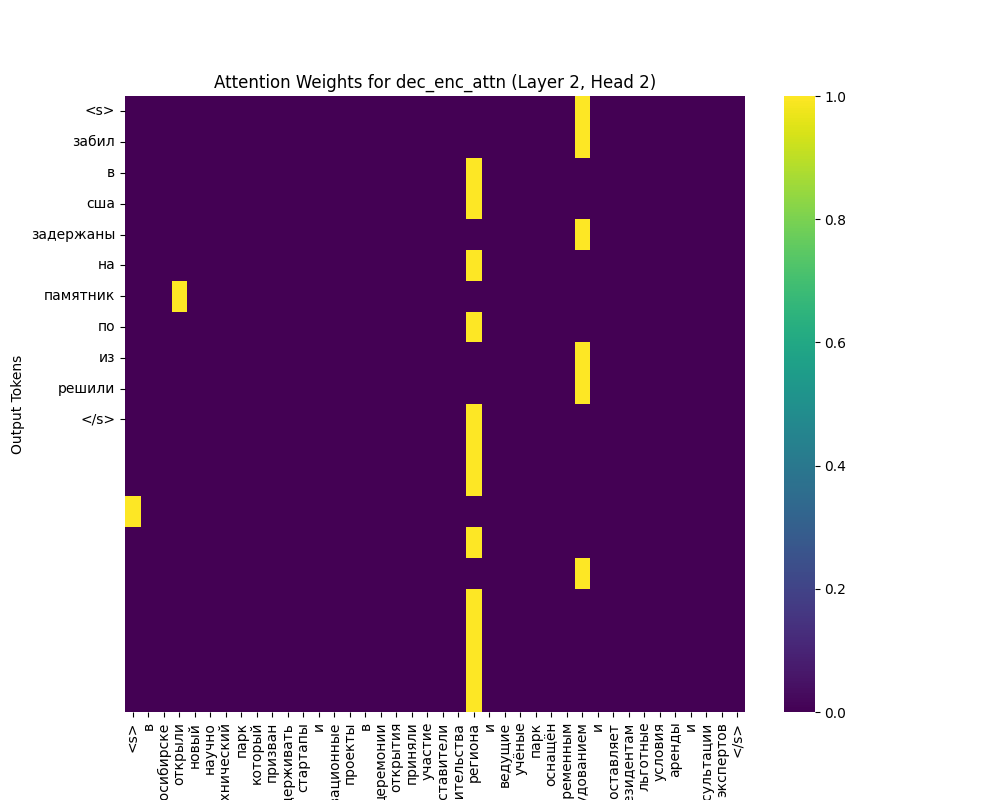 Attention Weights for dec_enc_attn (Layer 2, Head 2)
Output Tokens
<s>
забил
в
сша
задержаны
на
памятник
по
из
решили
</s>
1.0
0.8
0.6
0.4
0.2
0.0
<s>
в
осибирске
открыли
новый
научно
хнический
парк
который
призван
держивать
стартапы
и
зационные
проекты
в
церемонии
открытия
приняли
участие
ставители
ительства
региона
и
ведущие
учёные
парк
оснащён
ременным
удованием
и
оставляет
езидентам
льготные
условия
аренды
и
сультации
экспертов
</s>